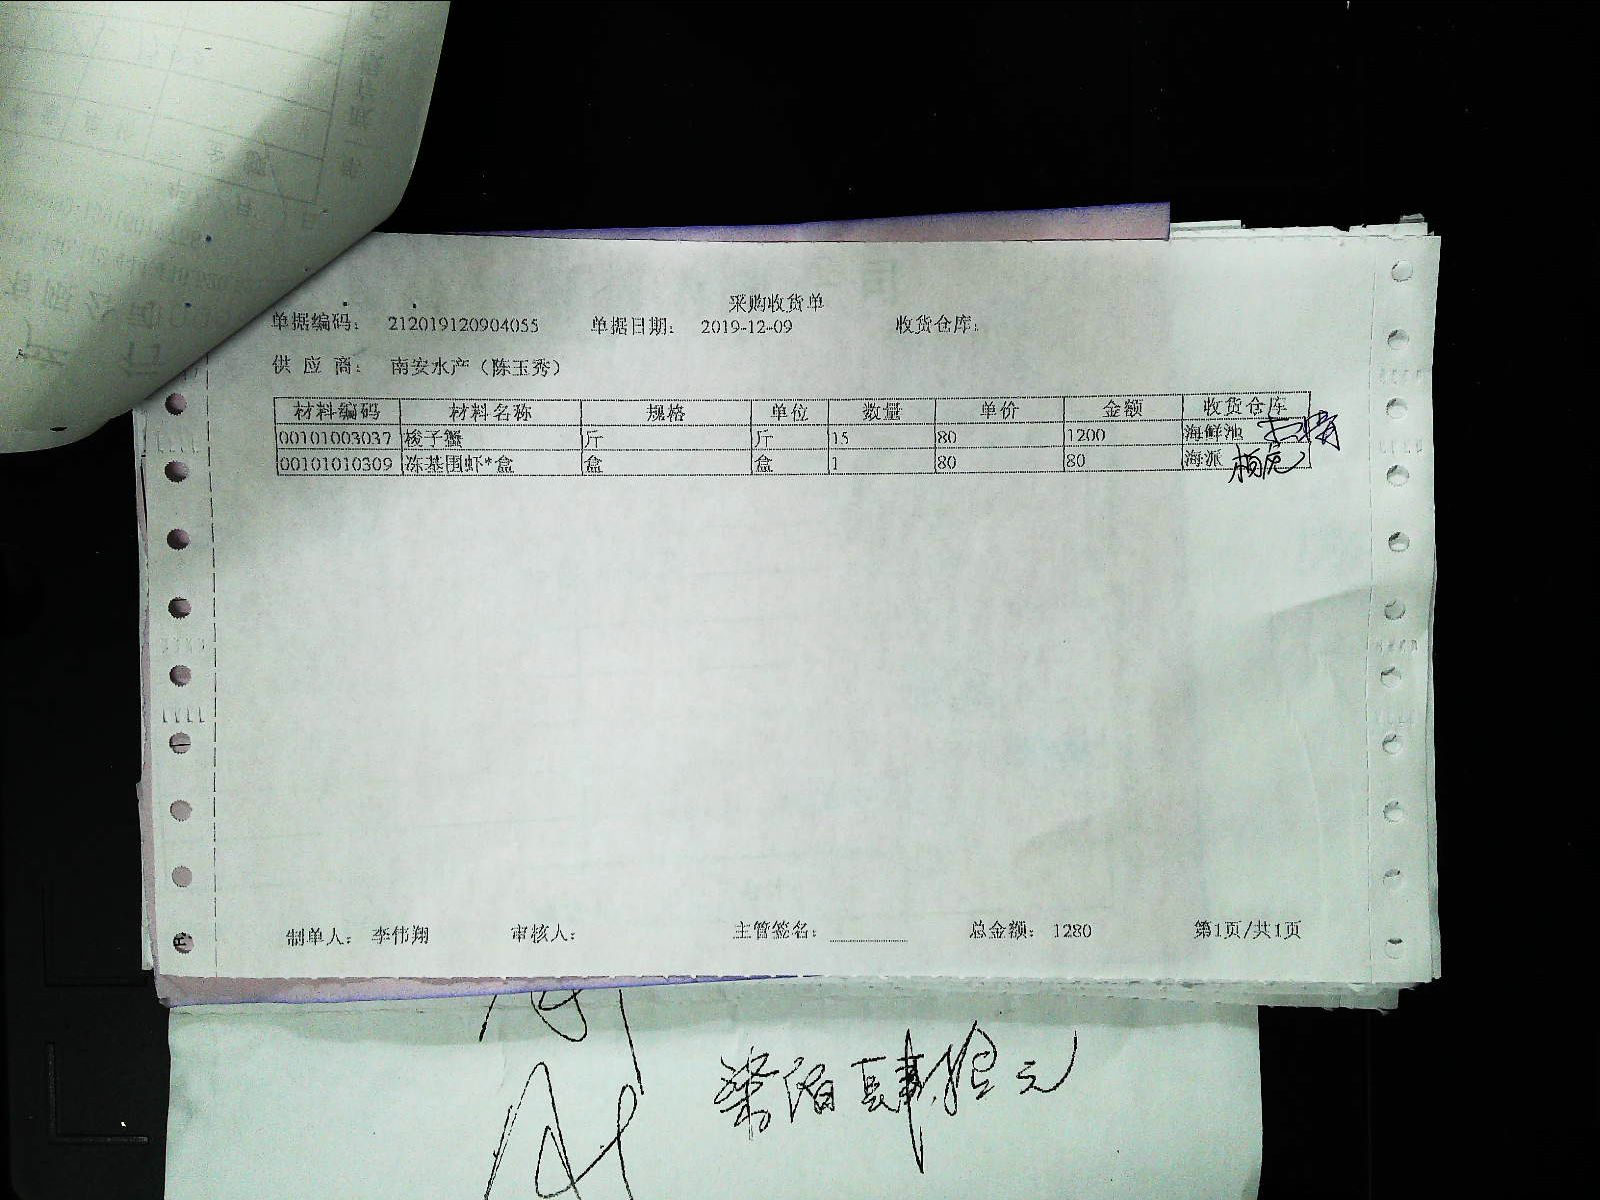 采购收货单
单据编码： 212019120904055 单据日期： 2019-12-09 收货仓库：
供 应 商： 南安水产（陈玉秀）
材料编码 材料名称 规格 单位 数量 单价 金额 收货仓库
00101003037 梭子蟹 斤 斤 15 80 1200 海鲜池
00101010309 冻基围虾*盒 盒 盒 1 80 80 海派
制单人： 李伟翔 审核人： 主管签名： 总金额： 1280 第1页/共1页
柒佰肆拾元